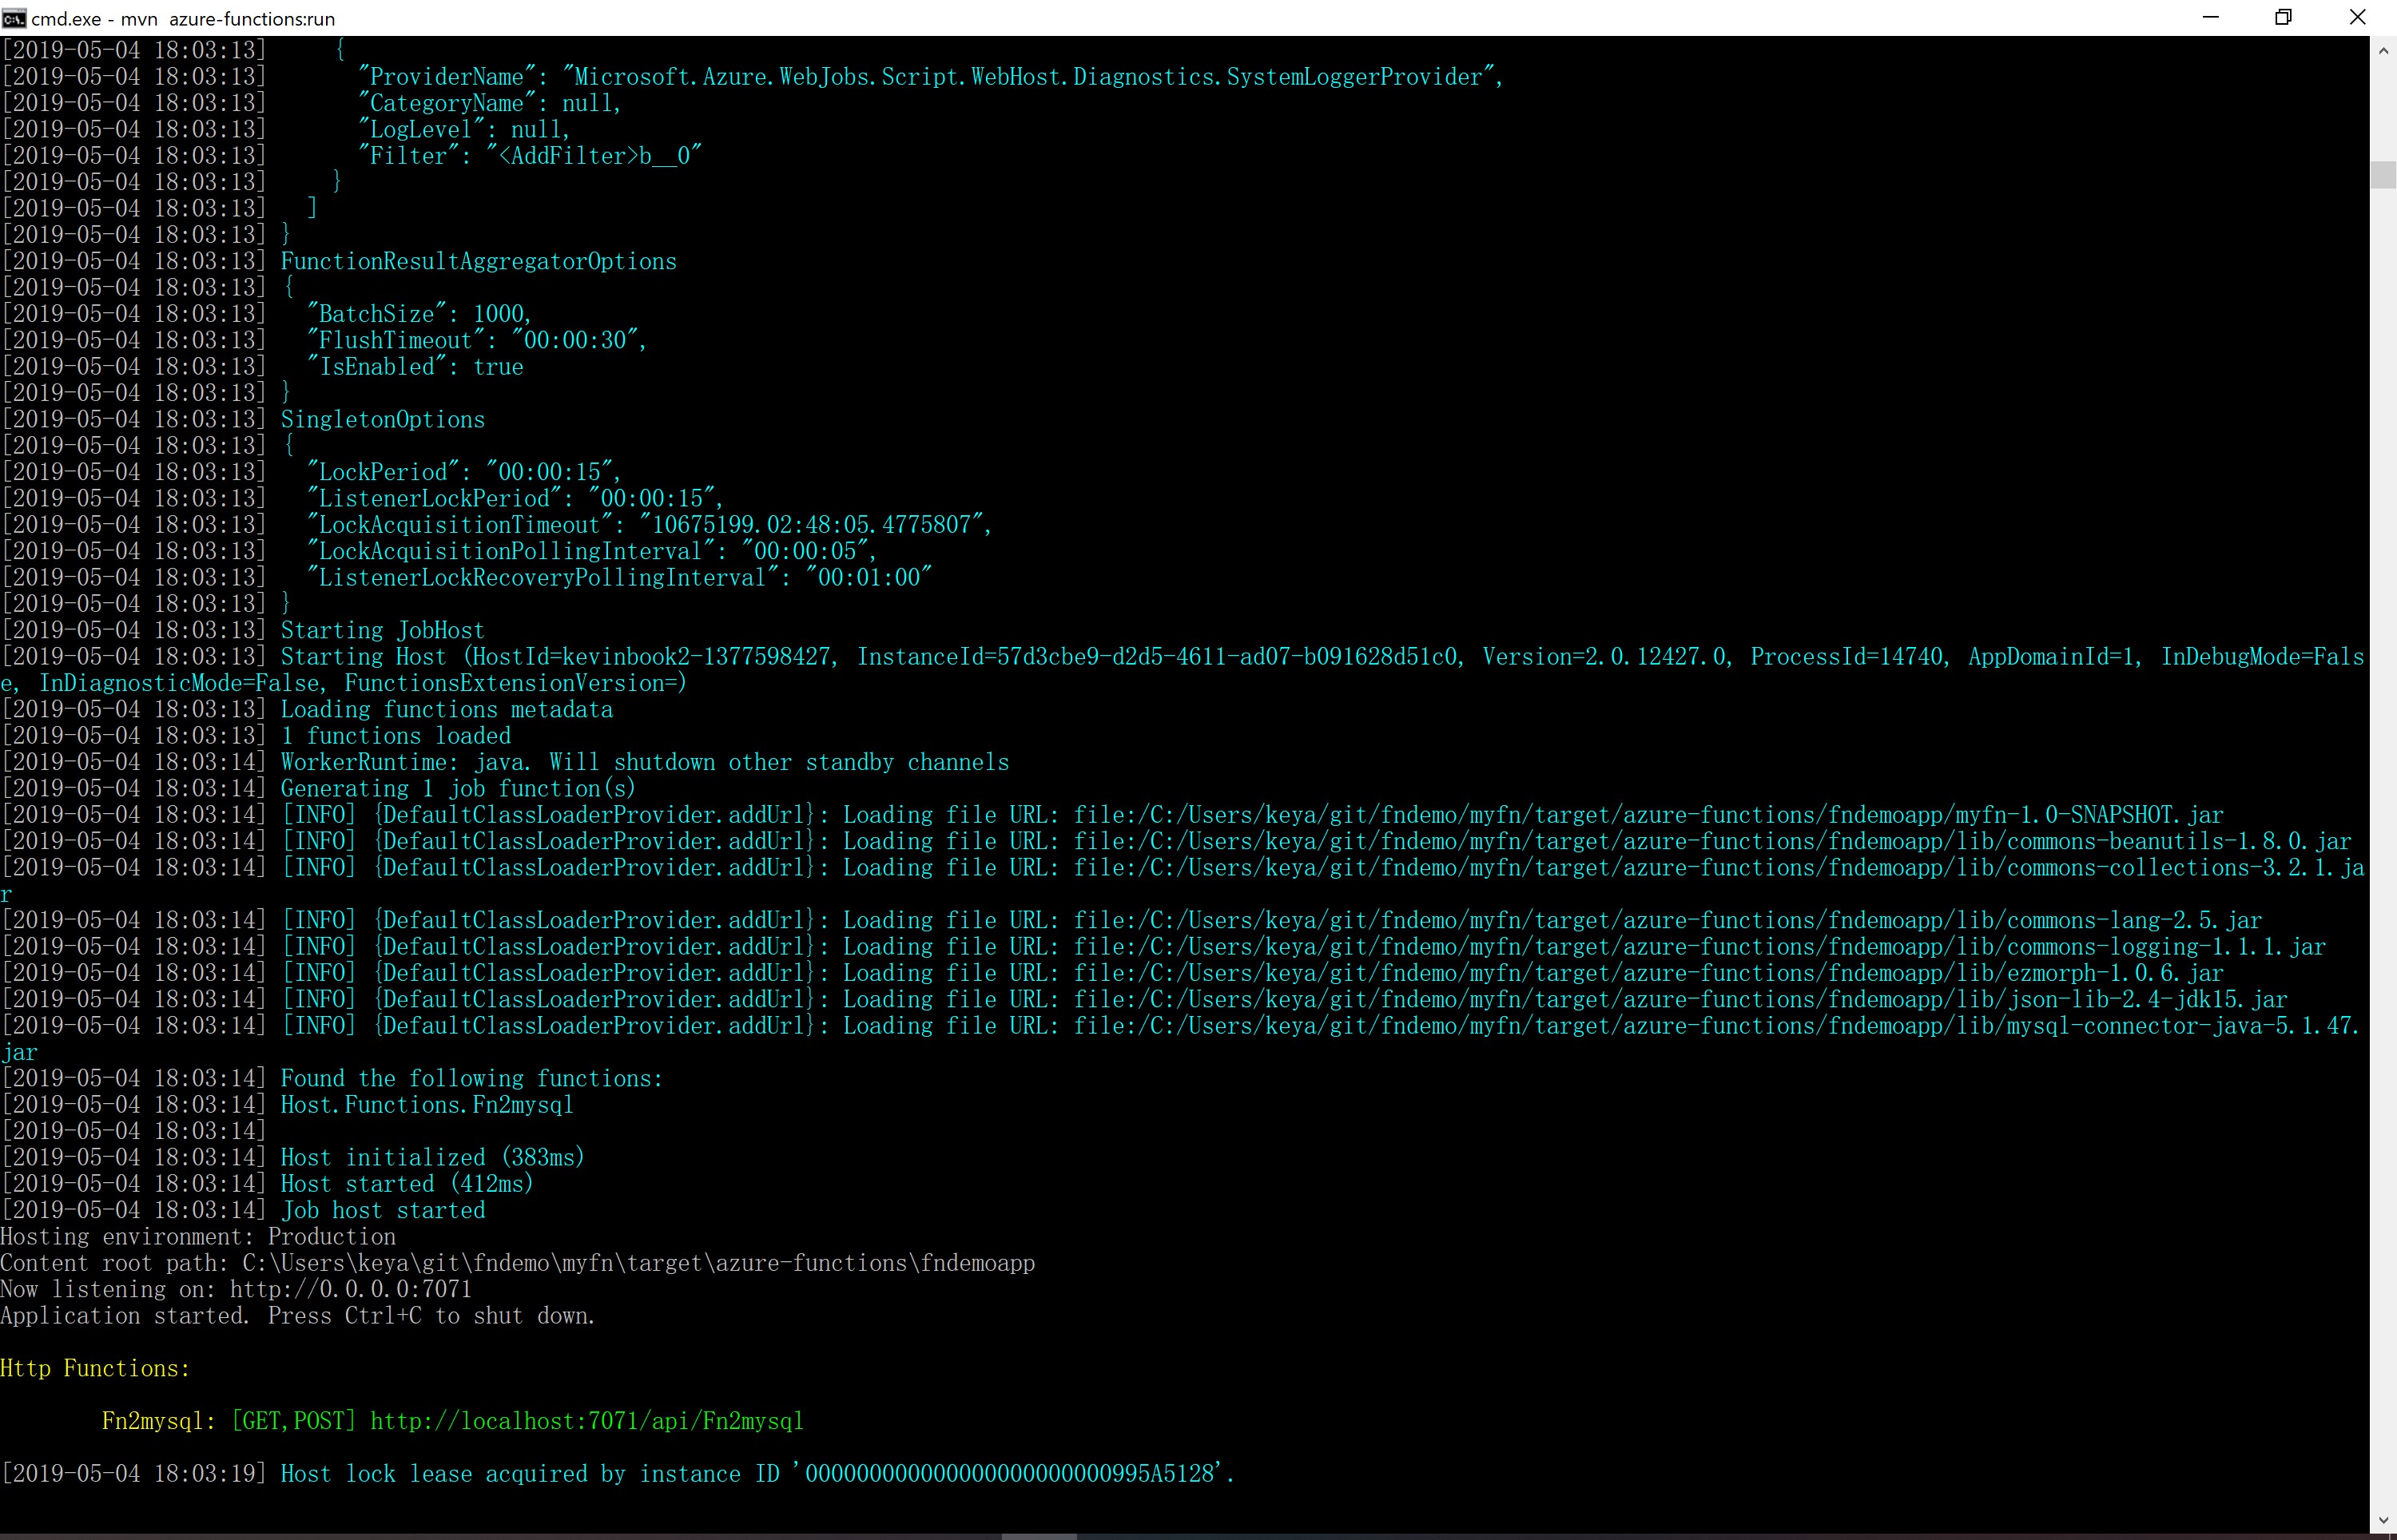 cmd.exe - mvn  azure-functions:run
[2019-05-04 18:03:13]     {
[2019-05-04 18:03:13]       "ProviderName": "Microsoft.Azure.WebJobs.Script.WebHost.Diagnostics.SystemLoggerProvider",
[2019-05-04 18:03:13]       "CategoryName": null,
[2019-05-04 18:03:13]       "LogLevel": null,
[2019-05-04 18:03:13]       "Filter": "<AddFilter>b__0"
[2019-05-04 18:03:13]     }
[2019-05-04 18:03:13]   ]
[2019-05-04 18:03:13] }
[2019-05-04 18:03:13] FunctionResultAggregatorOptions
[2019-05-04 18:03:13] {
[2019-05-04 18:03:13]   "BatchSize": 1000,
[2019-05-04 18:03:13]   "FlushTimeout": "00:00:30",
[2019-05-04 18:03:13]   "IsEnabled": true
[2019-05-04 18:03:13] }
[2019-05-04 18:03:13] SingletonOptions
[2019-05-04 18:03:13] {
[2019-05-04 18:03:13]   "LockPeriod": "00:00:15",
[2019-05-04 18:03:13]   "ListenerLockPeriod": "00:00:15",
[2019-05-04 18:03:13]   "LockAcquisitionTimeout": "10675199.02:48:05.4775807",
[2019-05-04 18:03:13]   "LockAcquisitionPollingInterval": "00:00:05",
[2019-05-04 18:03:13]   "ListenerLockRecoveryPollingInterval": "00:01:00"
[2019-05-04 18:03:13] }
[2019-05-04 18:03:13] Starting JobHost
[2019-05-04 18:03:13] Starting Host (HostId=kevinbook2-1377598427, InstanceId=57d3cbe9-d2d5-4611-ad07-b091628d51c0, Version=2.0.12427.0, ProcessId=14740, AppDomainId=1, InDebugMode=Fals
e, InDiagnosticMode=False, FunctionsExtensionVersion=)
[2019-05-04 18:03:13] Loading functions metadata
[2019-05-04 18:03:13] 1 functions loaded
[2019-05-04 18:03:14] WorkerRuntime: java. Will shutdown other standby channels
[2019-05-04 18:03:14] Generating 1 job function(s)
[2019-05-04 18:03:14] [INFO] {DefaultClassLoaderProvider.addUrl}: Loading file URL: file:/C:/Users/keya/git/fndemo/myfn/target/azure-functions/fndemoapp/myfn-1.0-SNAPSHOT.jar
[2019-05-04 18:03:14] [INFO] {DefaultClassLoaderProvider.addUrl}: Loading file URL: file:/C:/Users/keya/git/fndemo/myfn/target/azure-functions/fndemoapp/lib/commons-beanutils-1.8.0.jar
[2019-05-04 18:03:14] [INFO] {DefaultClassLoaderProvider.addUrl}: Loading file URL: file:/C:/Users/keya/git/fndemo/myfn/target/azure-functions/fndemoapp/lib/commons-collections-3.2.1.ja
r
[2019-05-04 18:03:14] [INFO] {DefaultClassLoaderProvider.addUrl}: Loading file URL: file:/C:/Users/keya/git/fndemo/myfn/target/azure-functions/fndemoapp/lib/commons-lang-2.5.jar
[2019-05-04 18:03:14] [INFO] {DefaultClassLoaderProvider.addUrl}: Loading file URL: file:/C:/Users/keya/git/fndemo/myfn/target/azure-functions/fndemoapp/lib/commons-logging-1.1.1.jar
[2019-05-04 18:03:14] [INFO] {DefaultClassLoaderProvider.addUrl}: Loading file URL: file:/C:/Users/keya/git/fndemo/myfn/target/azure-functions/fndemoapp/lib/ezmorph-1.0.6.jar
[2019-05-04 18:03:14] [INFO] {DefaultClassLoaderProvider.addUrl}: Loading file URL: file:/C:/Users/keya/git/fndemo/myfn/target/azure-functions/fndemoapp/lib/json-lib-2.4-jdk15.jar
[2019-05-04 18:03:14] [INFO] {DefaultClassLoaderProvider.addUrl}: Loading file URL: file:/C:/Users/keya/git/fndemo/myfn/target/azure-functions/fndemoapp/lib/mysql-connector-java-5.1.47.
jar
[2019-05-04 18:03:14] Found the following functions:
[2019-05-04 18:03:14] Host.Functions.Fn2mysql
[2019-05-04 18:03:14]
[2019-05-04 18:03:14] Host initialized (383ms)
[2019-05-04 18:03:14] Host started (412ms)
[2019-05-04 18:03:14] Job host started
Hosting environment: Production
Content root path: C:\Users\keya\git\fndemo\myfn\target\azure-functions\fndemoapp
Now listening on: http://0.0.0.0:7071
Application started. Press Ctrl+C to shut down.
Http Functions:
Fn2mysql: [GET,POST] http://localhost:7071/api/Fn2mysql
[2019-05-04 18:03:19] Host lock lease acquired by instance ID '000000000000000000000000995A5128'.